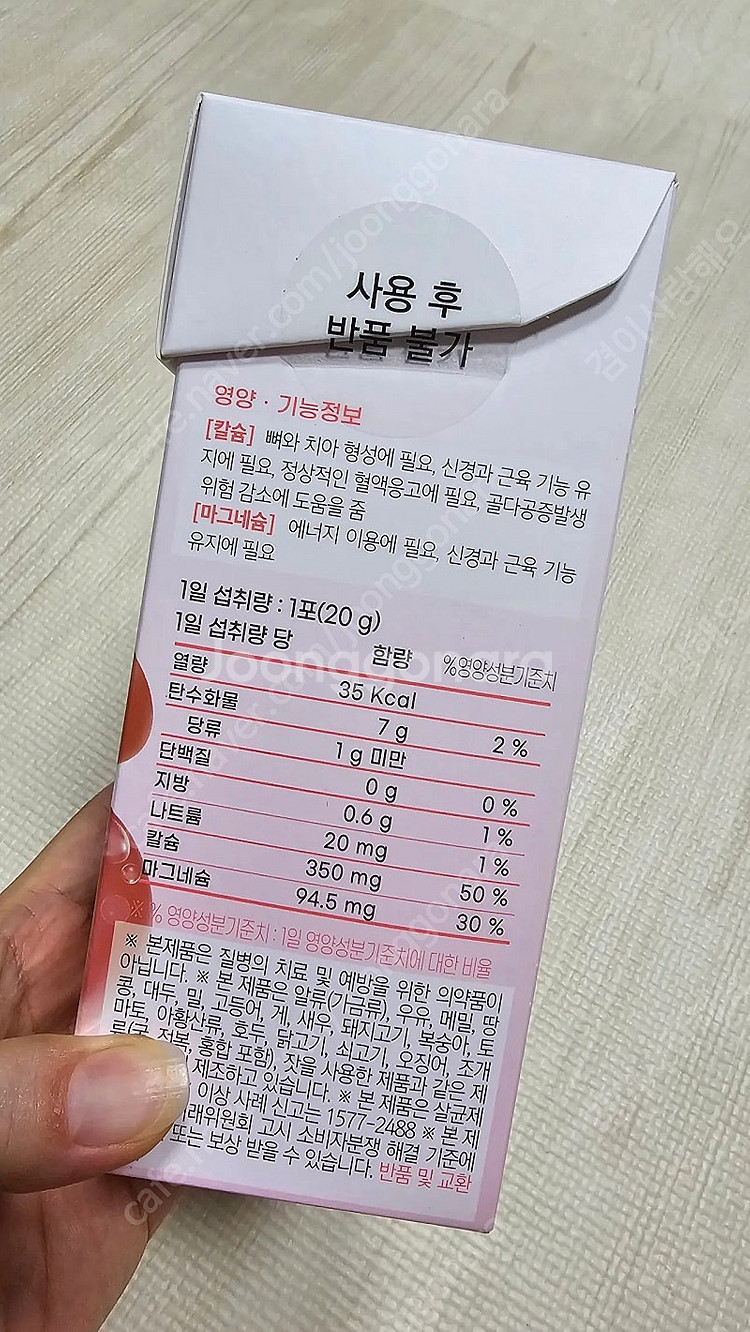 사용 후
반품 불가
영양 · 기능정보
[칼슘] 뼈와 치아 형성에 필요, 신경과 근육 기능 유
지에 필요, 정상적인 혈액응고에 필요, 골다공증발생
위험 감소에 도움을 줌
[마그네슘] 에너지 이용에 필요, 신경과 근육 기능
유지에 필요
1일 섭취량 : 1포(20 g)
1일 섭취량 당 함량 %영양성분기준치
열량 35 Kcal
탄수화물 7 g 2 %
당류 1 g 미만
단백질 0 g 0 %
지방 0.6 g 1 %
나트륨 20 mg 1 %
칼슘 350 mg 50 %
마그네슘 94.5 mg 30 %
※ % 영양성분기준치 : 1일 영양성분기준치에 대한 비율
※ 본제품은 질병의 치료 및 예방을 위한 의약품이
아닙니다. ※ 본 제품은 알류(가금류), 우유, 메밀, 땅
콩, 대두, 밀, 고등어, 게, 새우, 돼지고기, 복숭아, 토
마토, 아황산류, 호두, 닭고기, 쇠고기, 오징어, 조개
류(굴, 전복, 홍합 포함), 잣을 사용한 제품과 같은 제
제조하고 있습니다. ※ 본 제품은 살균제
이상 사례 신고는 1577-2488 ※ 본 제
거래위원회 고시 소비자분쟁 해결 기준에
또는 보상 받을 수 있습니다. 반품 및 교환
Joonggonara
cafe.naver.com/joonggonara